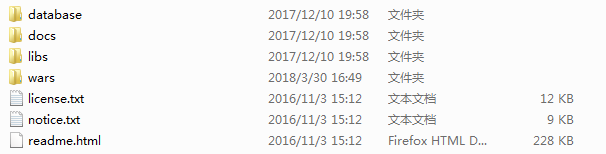 database 2017/12/10 19:58 文件夹
docs 2017/12/10 19:58 文件夹
libs 2017/12/10 19:58 文件夹
wars 2018/3/30 16:49 文件夹
license.txt 2016/11/3 15:12 文本文档 12 KB
notice.txt 2016/11/3 15:12 文本文档 9 KB
readme.html 2016/11/3 15:12 Firefox HTML D... 228 KB